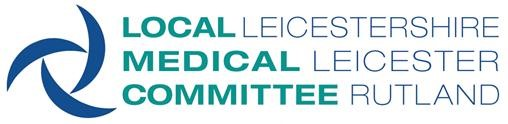 LOCAL LEICESTERSHIRE
MEDICAL LEICESTER
COMMITTEE RUTLAND